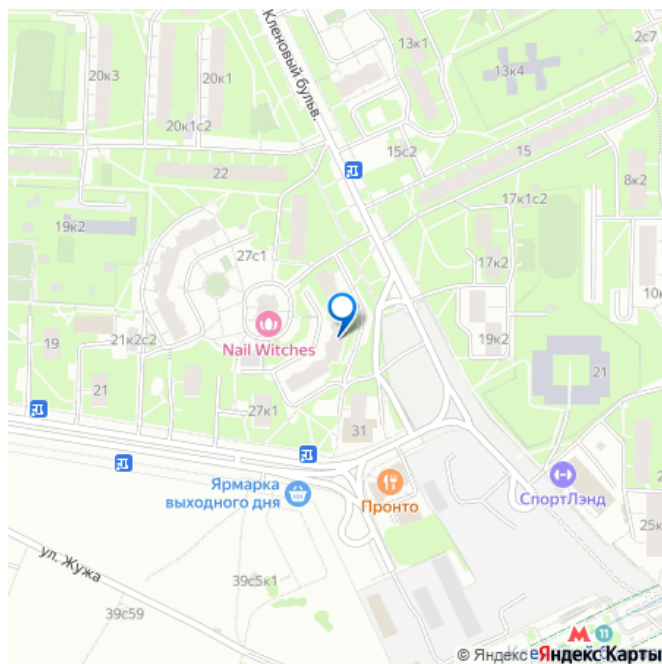 Кленовый бульв.
13к1
2с7
20к3
20к1
13к4
20к1с2
15с2
15
22
8к2
17к1с2
19к2
27с1
17к2
10к
Nail Witches
19к2
19
21к2с2
21
21
27к1
31
Ярмарка
выходного дня
Пронто
СпортЛэнд
25к
ул. Жужа
39с5к1
39с59
11
© Яндекс
Яндекс Карты